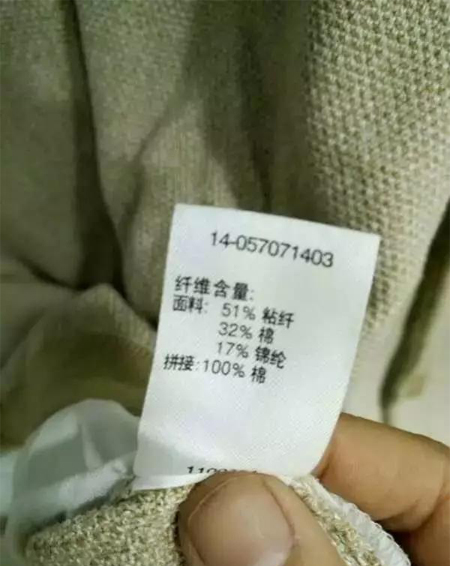 14-057071403
纤维含量:
面料: 51% 粘纤
32% 棉
17% 锦纶
拼接:100% 棉